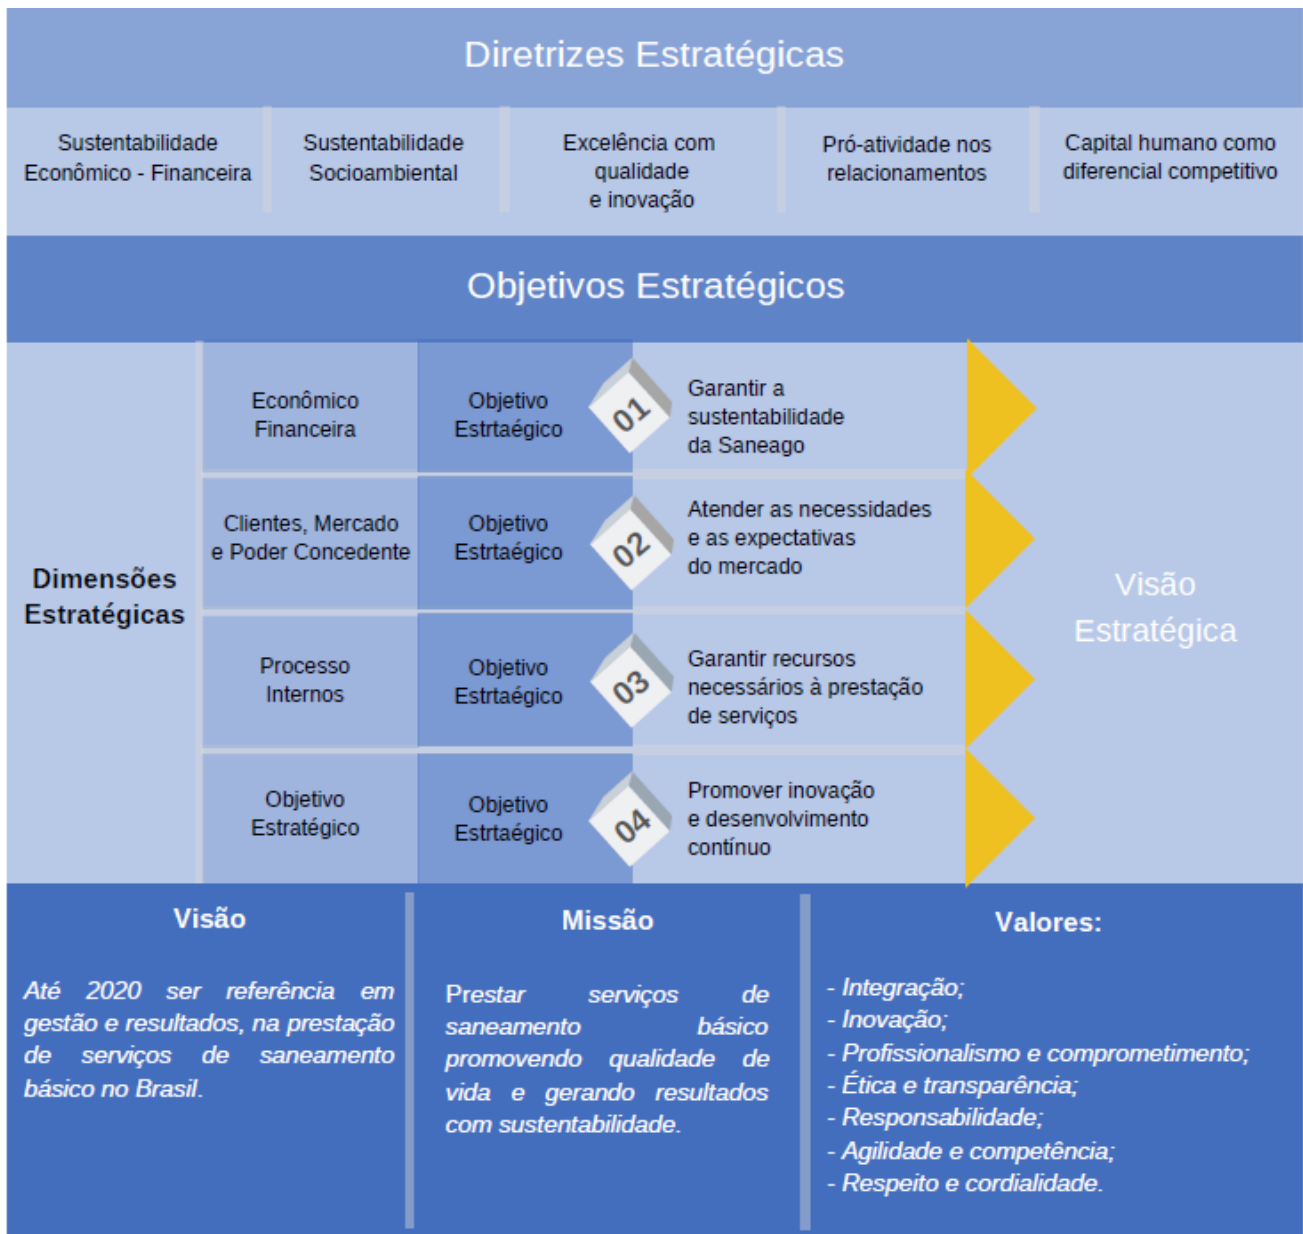 Diretrizes Estratégicas
Sustentabilidade
Econômico - Financeira
Sustentabilidade
Socioambiental
Excelência com
qualidade
e inovação
Pró-atividade nos
relacionamentos
Capital humano como
diferencial competitivo
Objetivos Estratégicos
Dimensões
Estratégicas
Econômico
Financeira
Objetivo
Estrtaégico
01
Garantir a
sustentabilidade
da Saneago
Clientes, Mercado
e Poder Concedente
Objetivo
Estrtaégico
02
Atender as necessidades
e as expectativas
do mercado
Processo
Internos
Objetivo
Estrtaégico
03
Garantir recursos
necessários à prestação
de serviços
Objetivo
Estratégico
Objetivo
Estrtaégico
04
Promover inovação
e desenvolvimento
contínuo
Visão
Estratégica
Visão
Até 2020 ser referência em
gestão e resultados, na prestação
de serviços de saneamento
básico no Brasil.
Missão
Prestar serviços de
saneamento básico
promovendo qualidade de
vida e gerando resultados
com sustentabilidade.
Valores:
- Integração;
- Inovação;
- Profissionalismo e comprometimento;
- Ética e transparência;
- Responsabilidade;
- Agilidade e competência;
- Respeito e cordialidade.